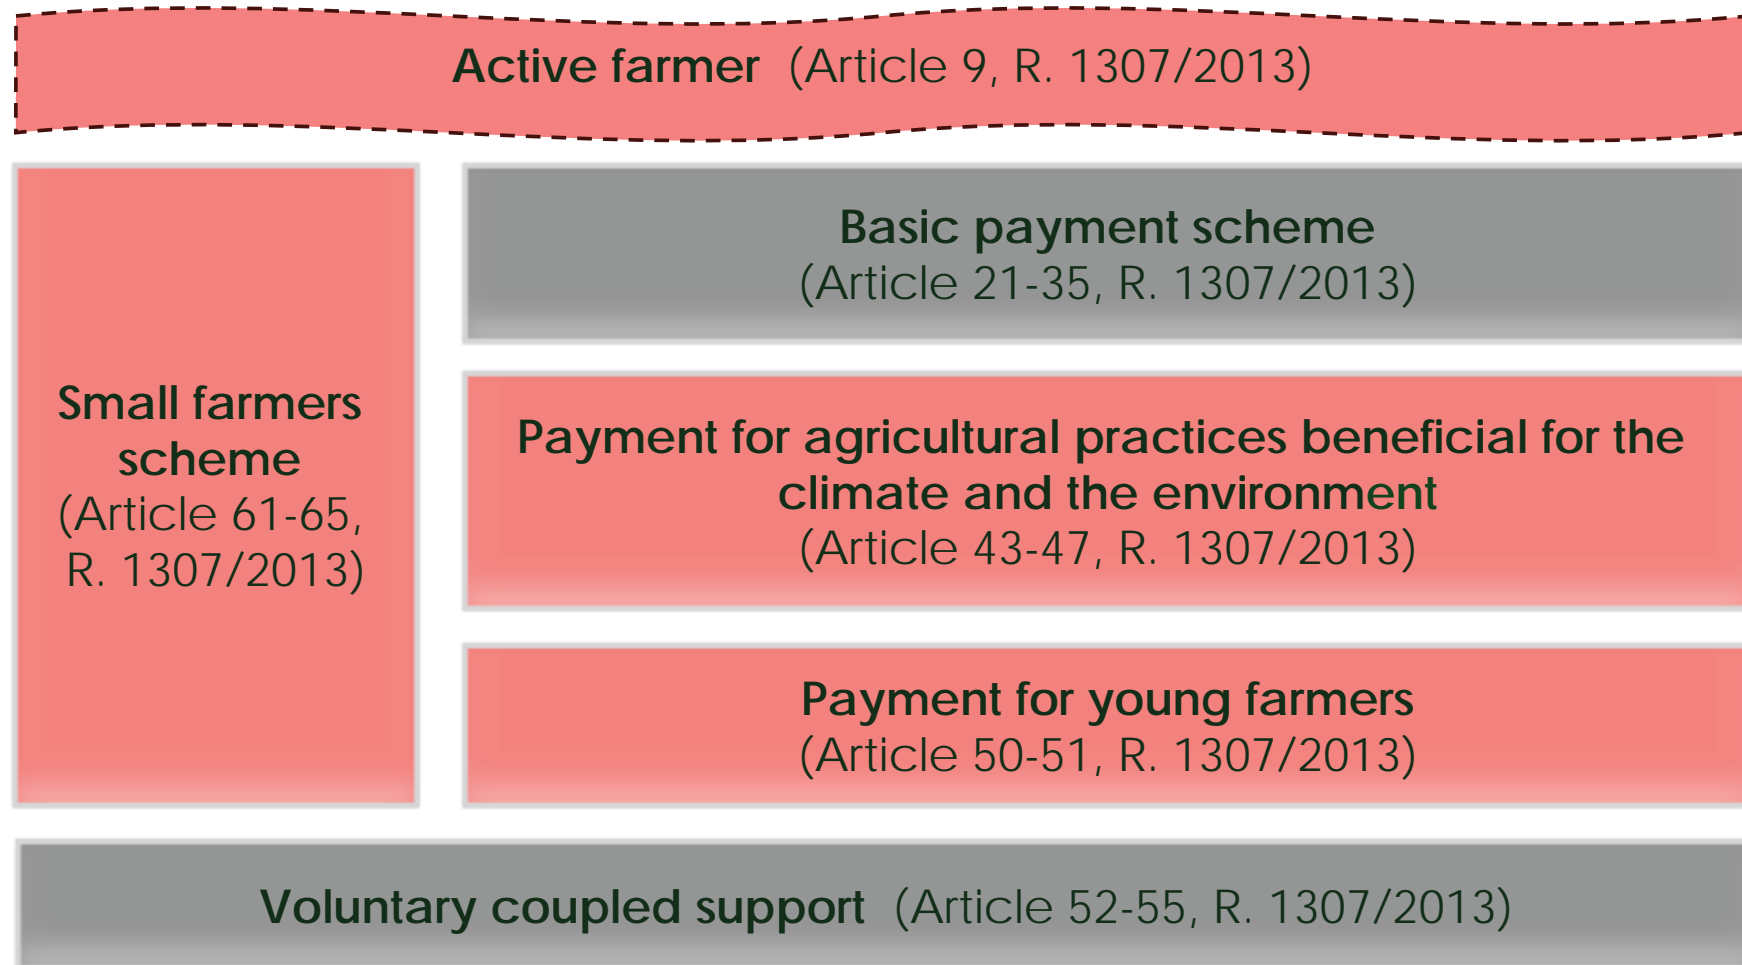 Active farmer (Article 9, R. 1307/2013)
Basic payment scheme
(Article 21-35, R. 1307/2013)
Small farmers
scheme
(Article 61-65,
R. 1307/2013)
Payment for agricultural practices beneficial for the
climate and the environment
(Article 43-47, R. 1307/2013)
Payment for young farmers
(Article 50-51, R. 1307/2013)
Voluntary coupled support (Article 52-55, R. 1307/2013)